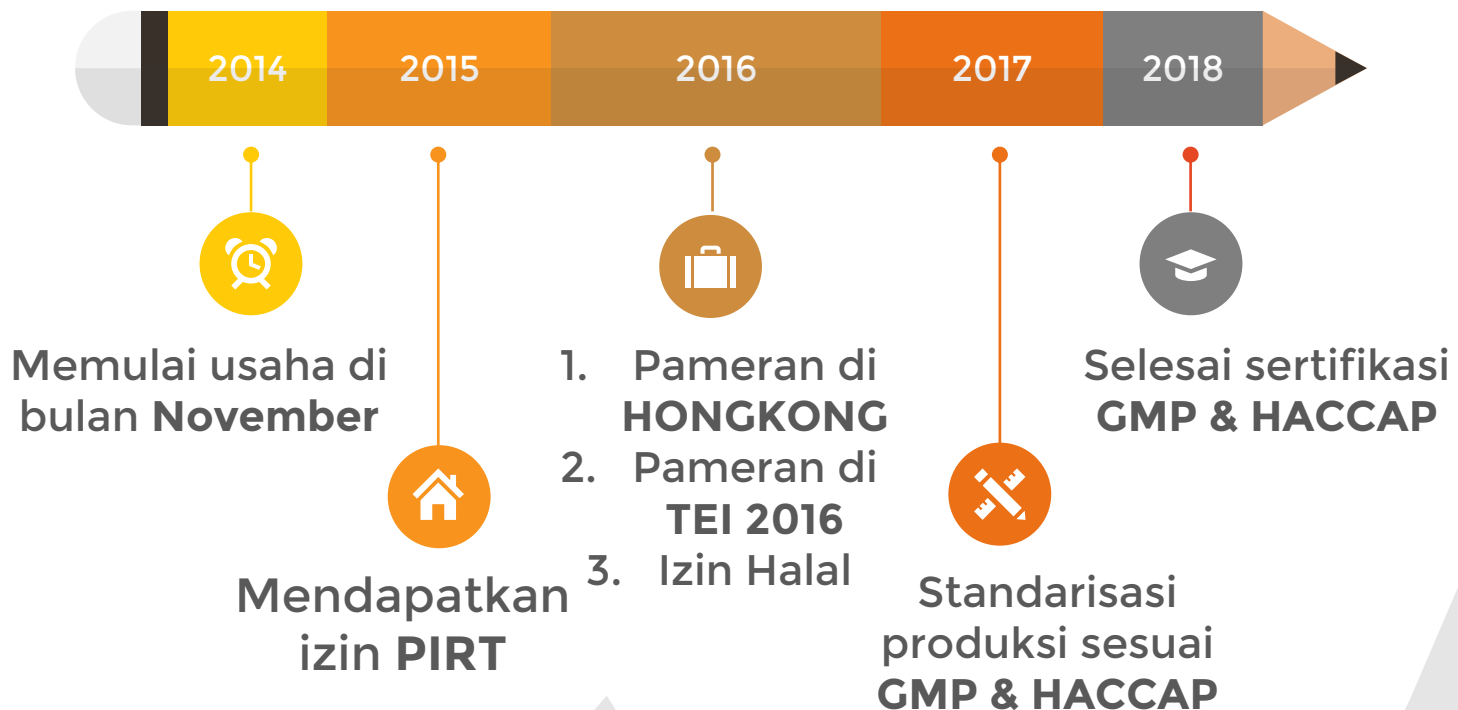 2014
2015
2016
2017
2018
Memulai usaha di
bulan November
Mendapatkan
izin PIRT
1. Pameran di
HONGKONG
2. Pameran di
TEI 2016
3. Izin Halal
Standarisasi
produksi sesuai
GMP & HACCAP
Selesai sertifikasi
GMP & HACCAP